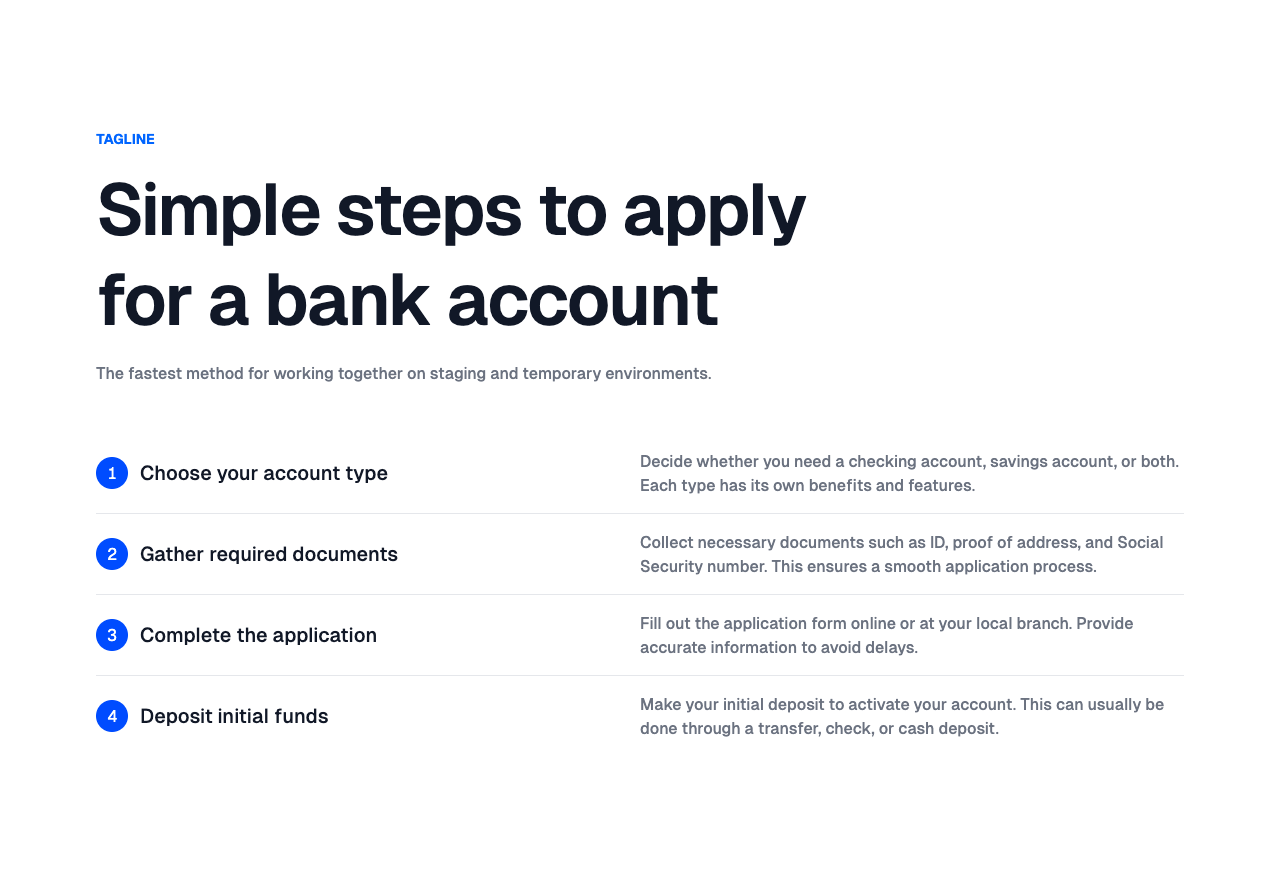 TAGLINE
Simple steps to apply
for a bank account
The fastest method for working together on staging and temporary environments.
1 Choose your account type
Decide whether you need a checking account, savings account, or both.
Each type has its own benefits and features.
2 Gather required documents
Collect necessary documents such as ID, proof of address, and Social
Security number. This ensures a smooth application process.
3 Complete the application
Fill out the application form online or at your local branch. Provide
accurate information to avoid delays.
4 Deposit initial funds
Make your initial deposit to activate your account. This can usually be
done through a transfer, check, or cash deposit.